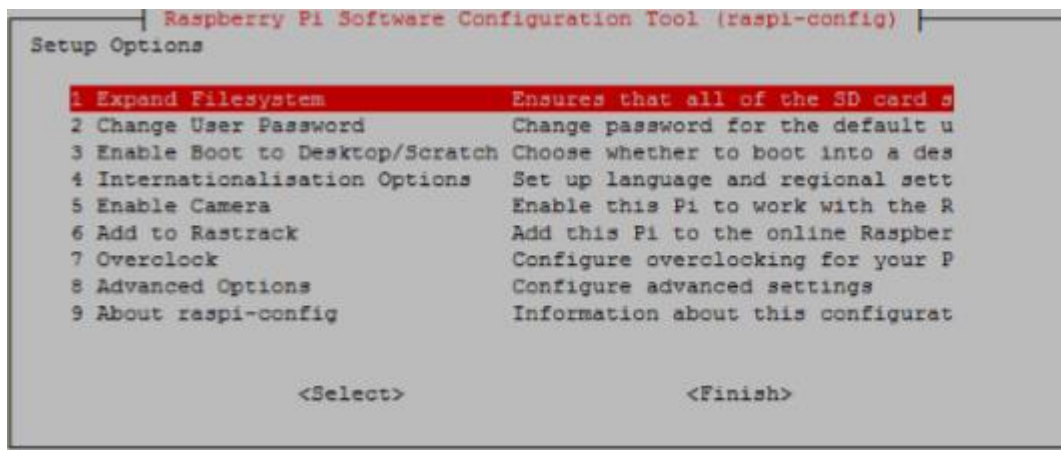 Raspberry Pi Software Configuration Tool (raspi-config)
Setup Options
1 Expand Filesystem Ensures that all of the SD card s
2 Change User Password Change password for the default u
3 Enable Boot to Desktop/Scratch Choose whether to boot into a des
4 Internationalisation Options Set up language and regional sett
5 Enable Camera Enable this Pi to work with the R
6 Add to Rastrack Add this Pi to the online Raspber
7 Overclock Configure overclocking for your P
8 Advanced Options Configure advanced settings
9 About raspi-config Information about this configurat
<Select> <Finish>